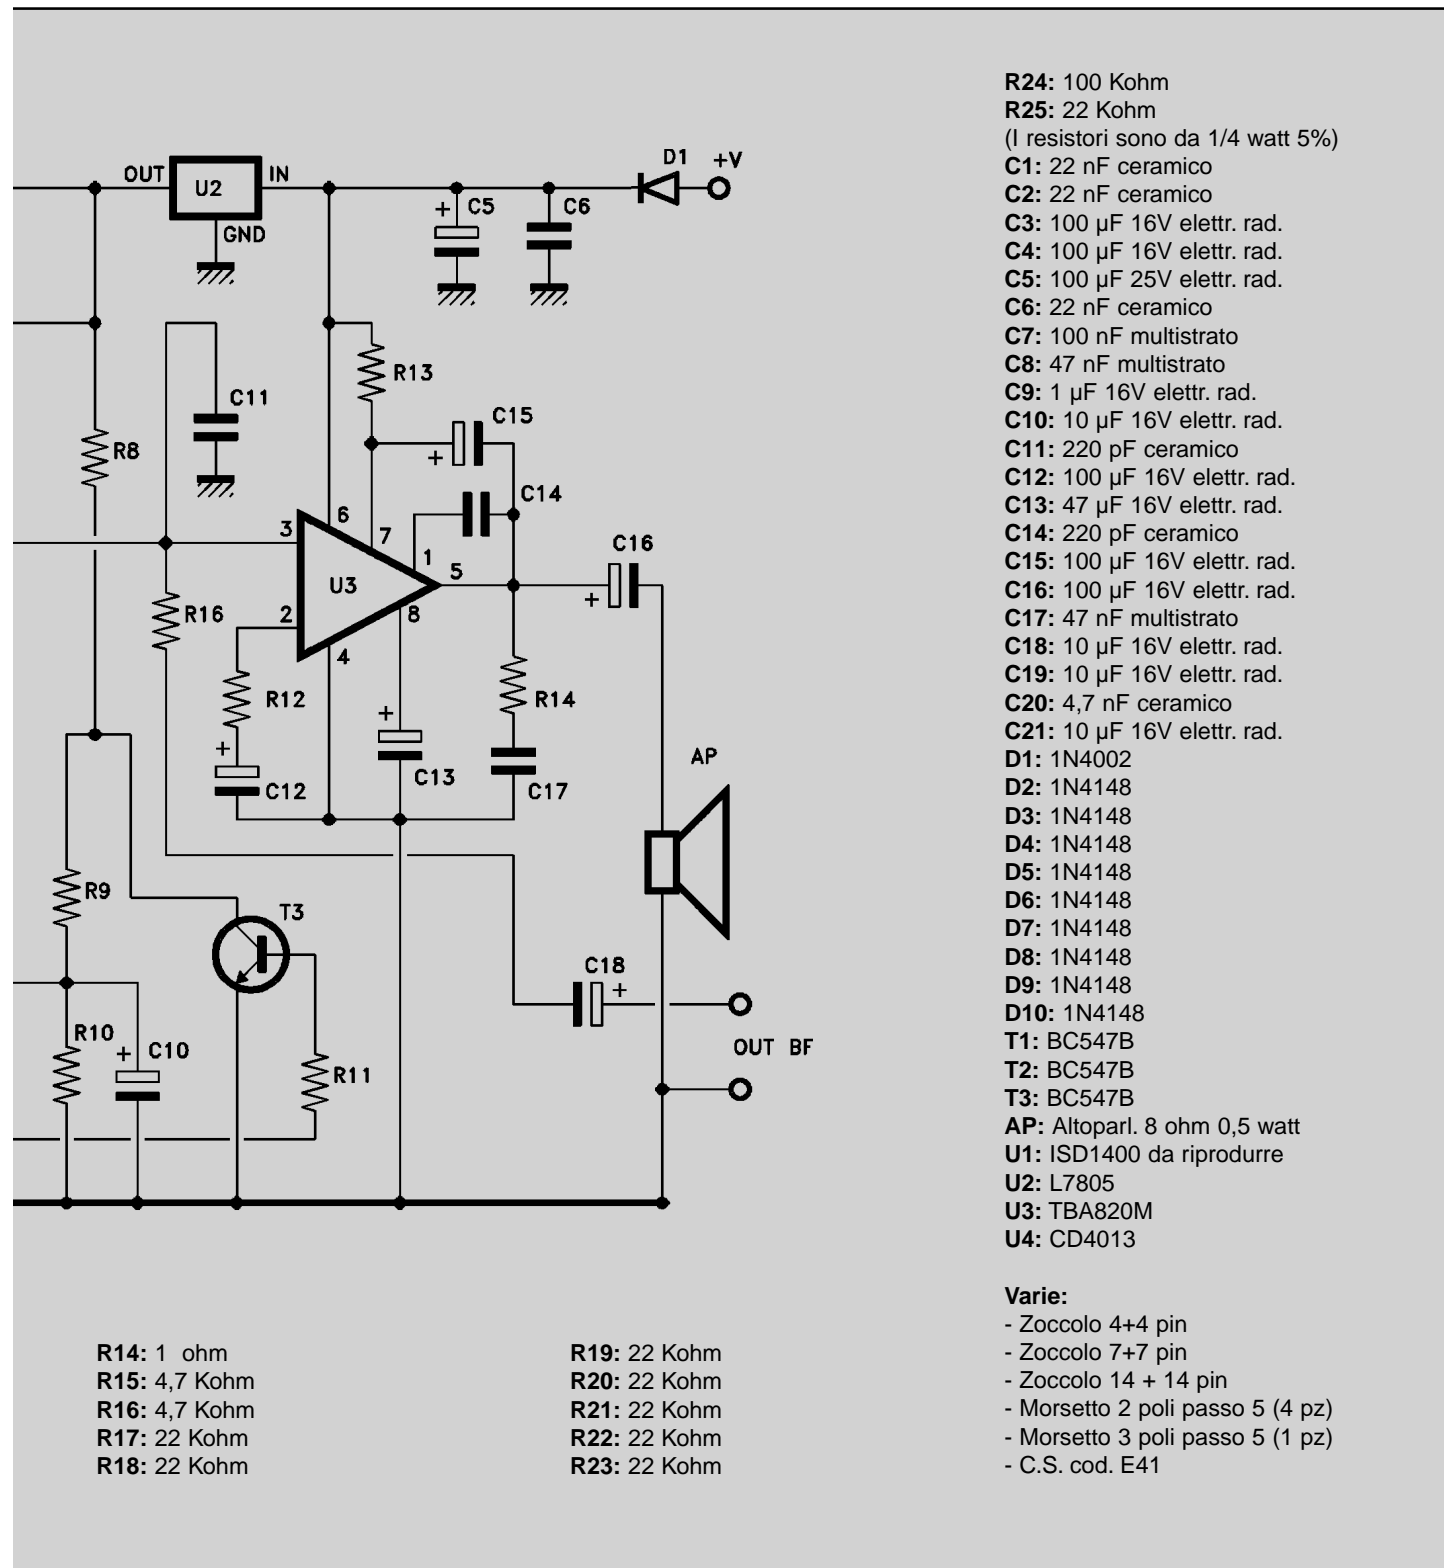 D1 +V
OUT U2 IN
GND
+ C5 C6
R13
C11
C15
+
R8
C14
6
3 7
1
C16
5
U3
+
R16 2 8
4
R12 R14
+ +
C13
AP
C12 C17
R9
T3
C18
+
R10
+ C10
R11
OUT BF
R14: 1 ohm
R15: 4,7 Kohm
R16: 4,7 Kohm
R17: 22 Kohm
R18: 22 Kohm
R19: 22 Kohm
R20: 22 Kohm
R21: 22 Kohm
R22: 22 Kohm
R23: 22 Kohm
R24: 100 Kohm
R25: 22 Kohm
(I resistori sono da 1/4 watt 5%)
C1: 22 nF ceramico
C2: 22 nF ceramico
C3: 100 µF 16V elettr. rad.
C4: 100 µF 16V elettr. rad.
C5: 100 µF 25V elettr. rad.
C6: 22 nF ceramico
C7: 100 nF multistrato
C8: 47 nF multistrato
C9: 1 µF 16V elettr. rad.
C10: 10 µF 16V elettr. rad.
C11: 220 pF ceramico
C12: 100 µF 16V elettr. rad.
C13: 47 µF 16V elettr. rad.
C14: 220 pF ceramico
C15: 100 µF 16V elettr. rad.
C16: 100 µF 16V elettr. rad.
C17: 47 nF multistrato
C18: 10 µF 16V elettr. rad.
C19: 10 µF 16V elettr. rad.
C20: 4,7 nF ceramico
C21: 10 µF 16V elettr. rad.
D1: 1N4002
D2: 1N4148
D3: 1N4148
D4: 1N4148
D5: 1N4148
D6: 1N4148
D7: 1N4148
D8: 1N4148
D9: 1N4148
D10: 1N4148
T1: BC547B
T2: BC547B
T3: BC547B
AP: Altoparl. 8 ohm 0,5 watt
U1: ISD1400 da riprodurre
U2: L7805
U3: TBA820M
U4: CD4013
Varie:
- Zoccolo 4+4 pin
- Zoccolo 7+7 pin
- Zoccolo 14 + 14 pin
- Morsetto 2 poli passo 5 (4 pz)
- Morsetto 3 poli passo 5 (1 pz)
- C.S. cod. E41